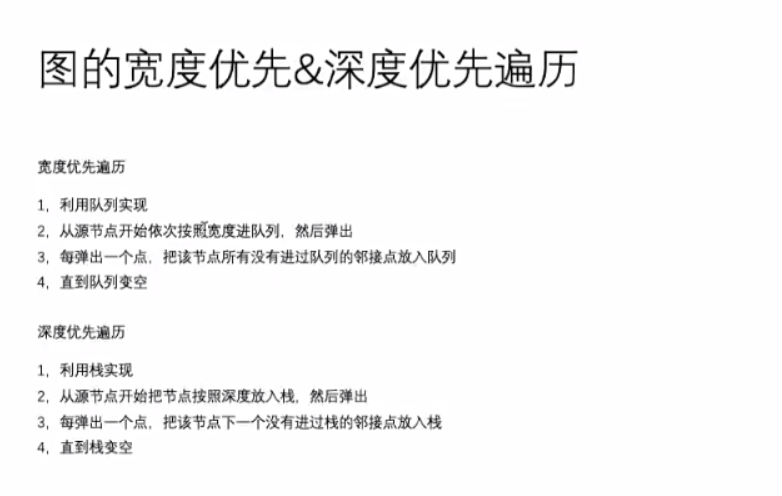 图的宽度优先&深度优先遍历
宽度优先遍历
1，利用队列实现
2，从源节点开始依次按照宽度进队列，然后弹出
3，每弹出一个点，把该节点所有没有进过队列的邻接点放入队列
4，直到队列变空
深度优先遍历
1，利用栈实现
2，从源节点开始把节点按照深度放入栈，然后弹出
3，每弹出一个点，把该节点下一个没有进过栈的邻接点放入栈
4，直到栈变空